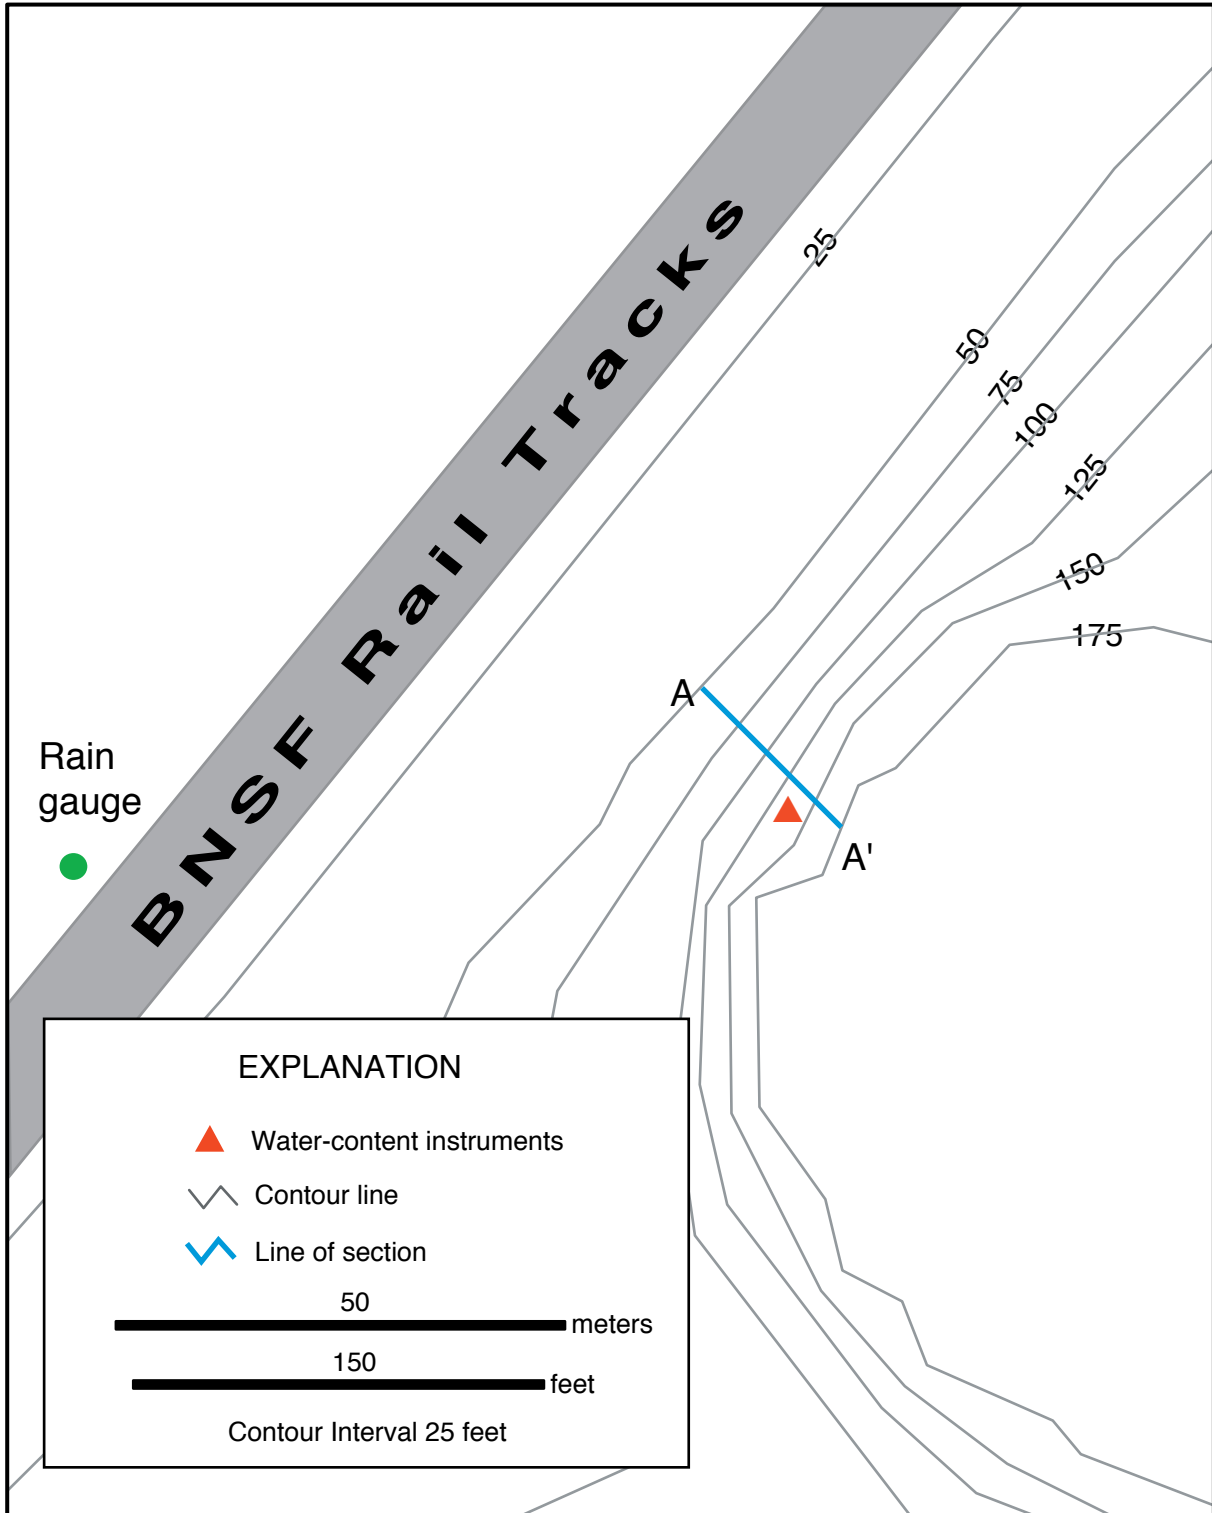 BNSF Rail Tracks
25
50
75
100
125
150
175
A
A'
Rain
gauge
EXPLANATION
Water-content instruments
Contour line
Line of section
50
meters
150
feet
Contour Interval 25 feet